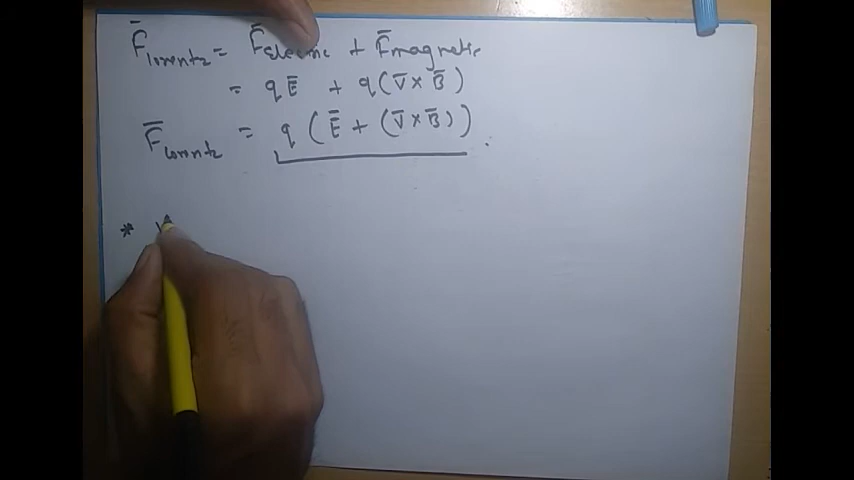 F̄lorentz = F̄Electric + F̄magnetic
= qĒ + q(V̄ × B̄)
F̄Lorentz = q(Ē + (V̄ × B̄)).
*